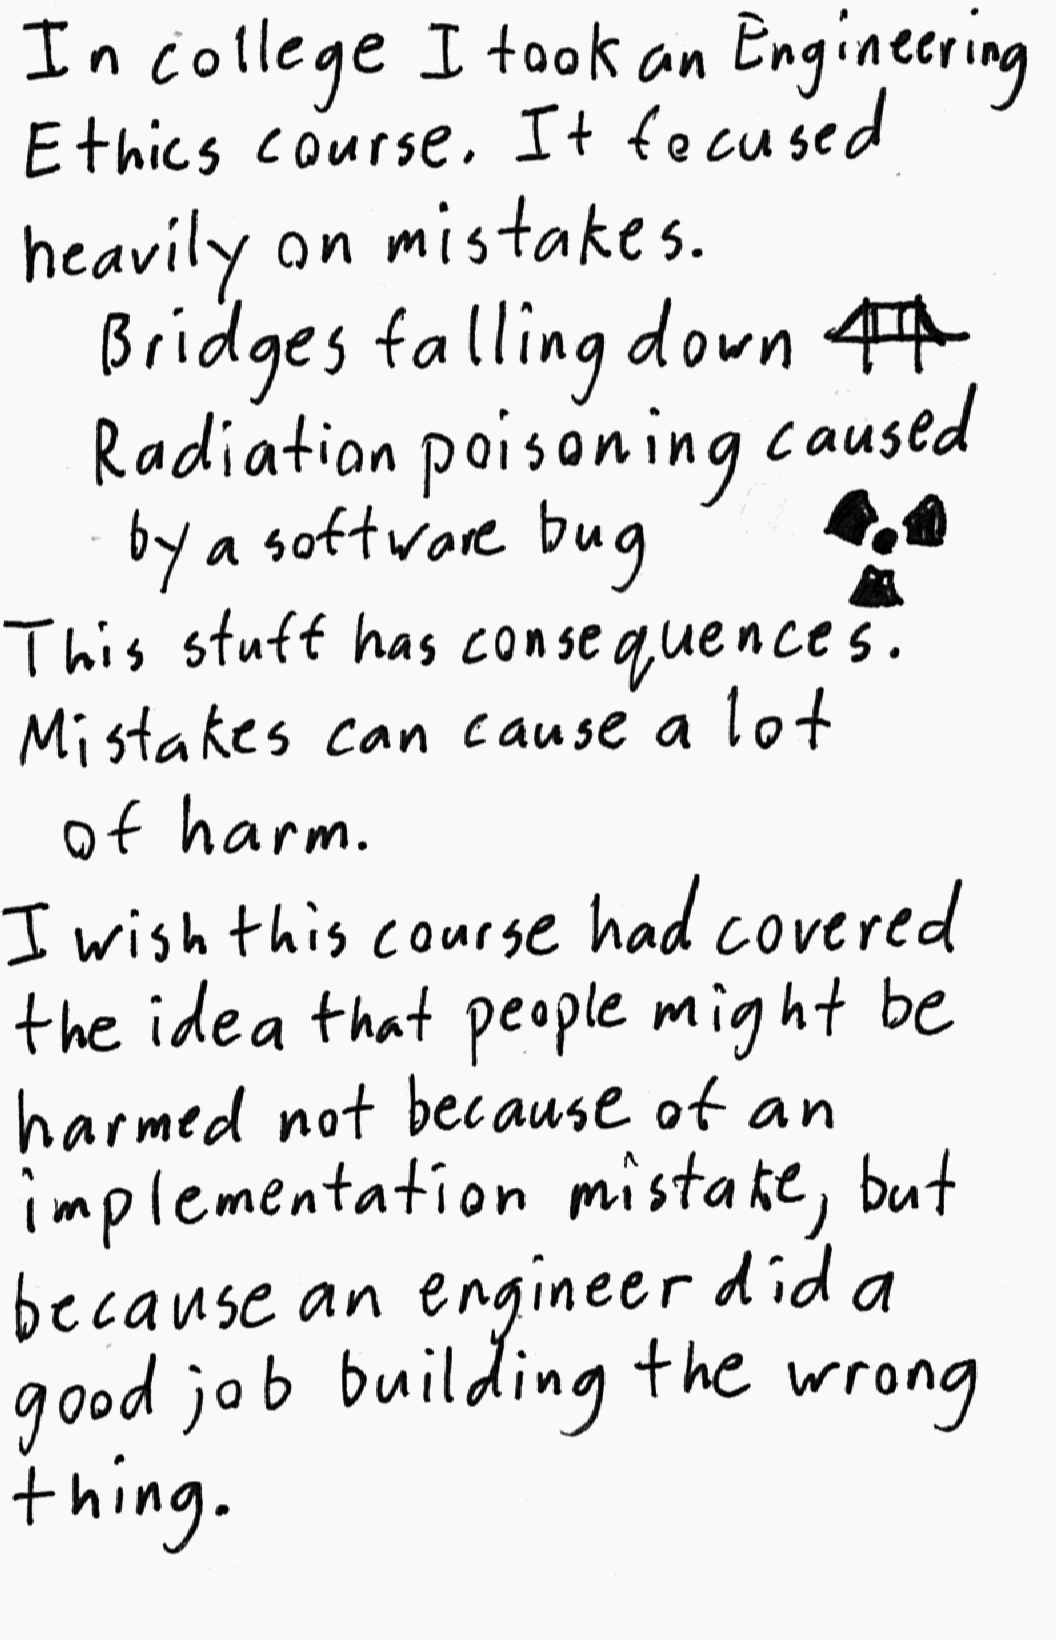 In college I took an Engineering
Ethics course. It focused
heavily on mistakes.
Bridges falling down
Radiation poisoning caused
by a software bug
This stuff has consequences.
Mistakes can cause a lot
of harm.
I wish this course had covered
the idea that people might be
harmed not because of an
implementation mistake, but
because an engineer did a
good job building the wrong
thing.